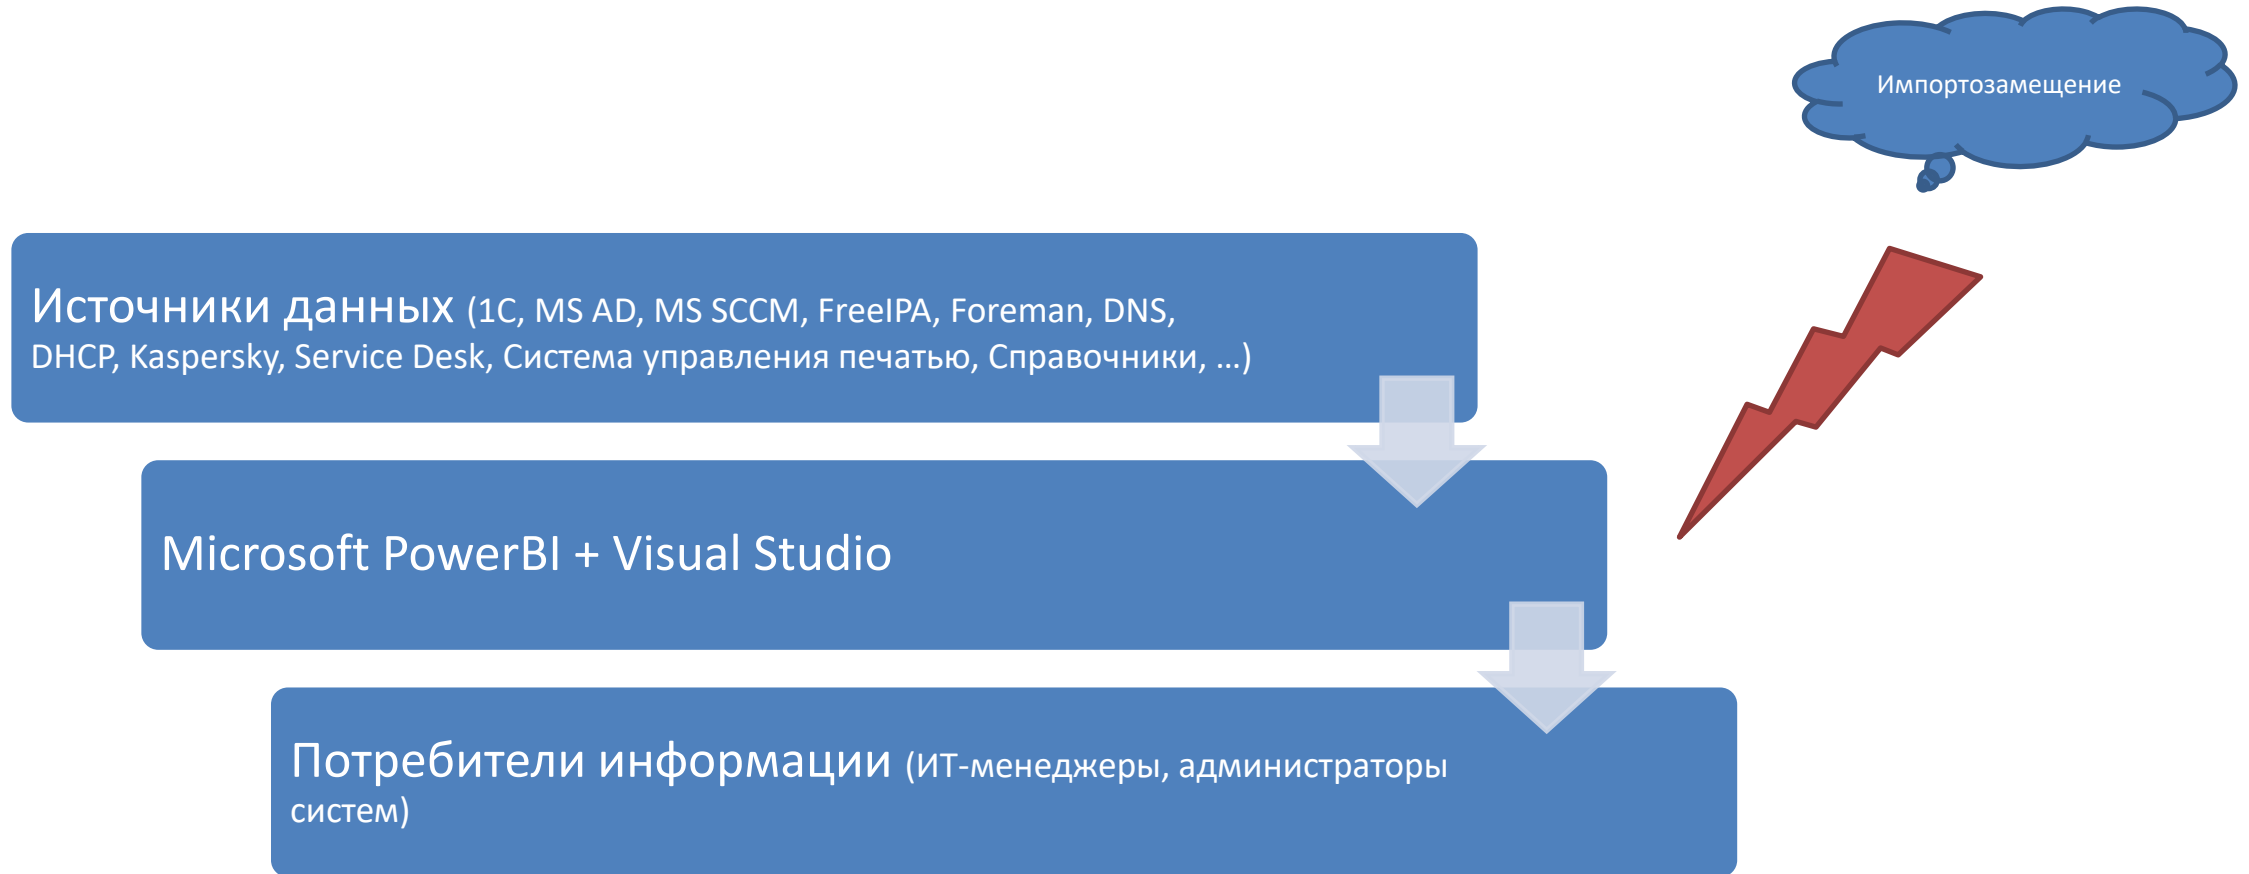 Импортозамещение
Источники данных (1С, MS AD, MS SCCM, FreeIPA, Foreman, DNS,
DHCP, Kaspersky, Service Desk, Система управления печатью, Справочники, …)
Microsoft PowerBI + Visual Studio
Потребители информации (ИТ-менеджеры, администраторы
систем)